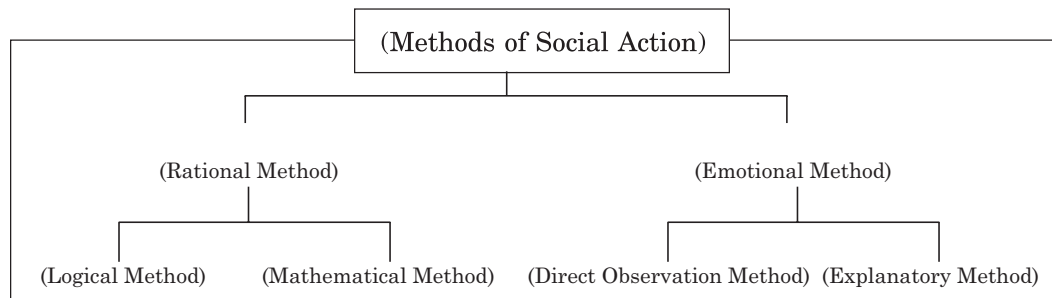 (Methods of Social Action)
(Rational Method) (Emotional Method)
(Logical Method) (Mathematical Method) (Direct Observation Method) (Explanatory Method)